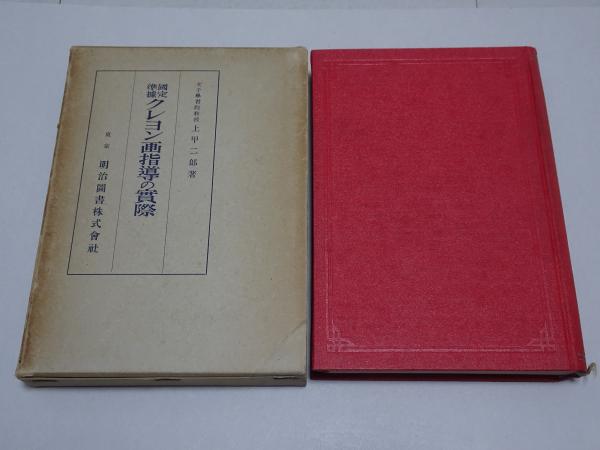 女子學習院教授 上甲二郎著
國定準據 クレヨン画指導の實際
東京 明治圖書株式會社